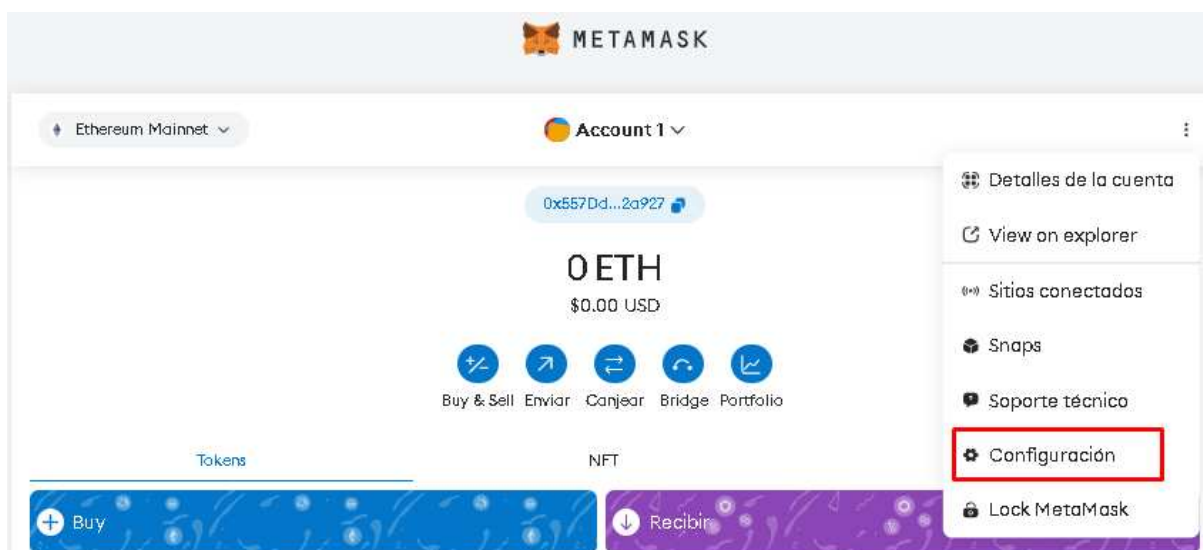 METAMASK
Ethereum Mainnet
Account 1
0x557Dd...2a927
0 ETH
$0.00 USD
Buy & Sell Enviar Canjear Bridge Portfolio
Tokens NFT
Buy Recibir
Detalles de la cuenta
View on explorer
Sitios conectados
Snaps
Soporte técnico
Configuración
Lock MetaMask